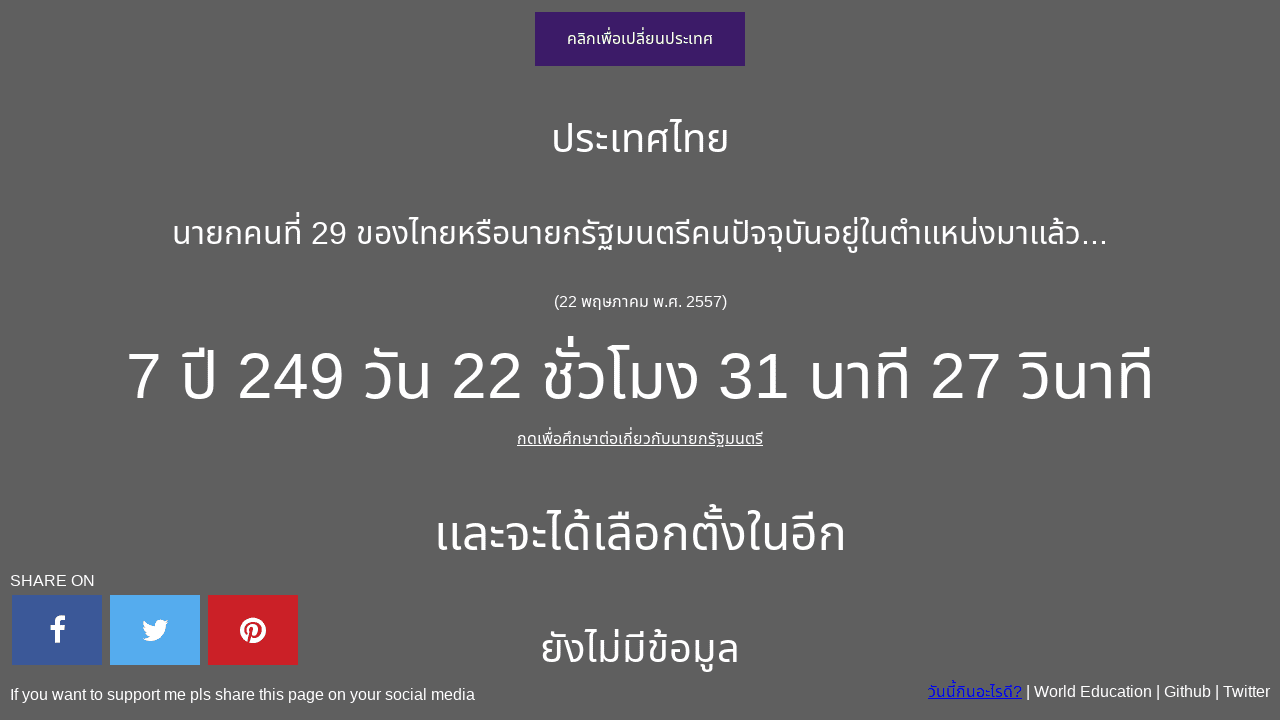 คลิกเพื่อเปลี่ยนประเทศ
ประเทศไทย
นายกคนที่ 29 ของไทยหรือนายกรัฐมนตรีคนปัจจุบันอยู่ในตำแหน่งมาแล้ว...
(22 พฤษภาคม พ.ศ. 2557)
7 ปี 249 วัน 22 ชั่วโมง 31 นาที 27 วินาที
กดเพื่อศึกษาต่อเกี่ยวกับนายกรัฐมนตรี
และจะได้เลือกตั้งในอีก
ยังไม่มีข้อมูล
SHARE ON
If you want to support me pls share this page on your social media
วันนี้กินอะไรดี? | World Education | Github | Twitter